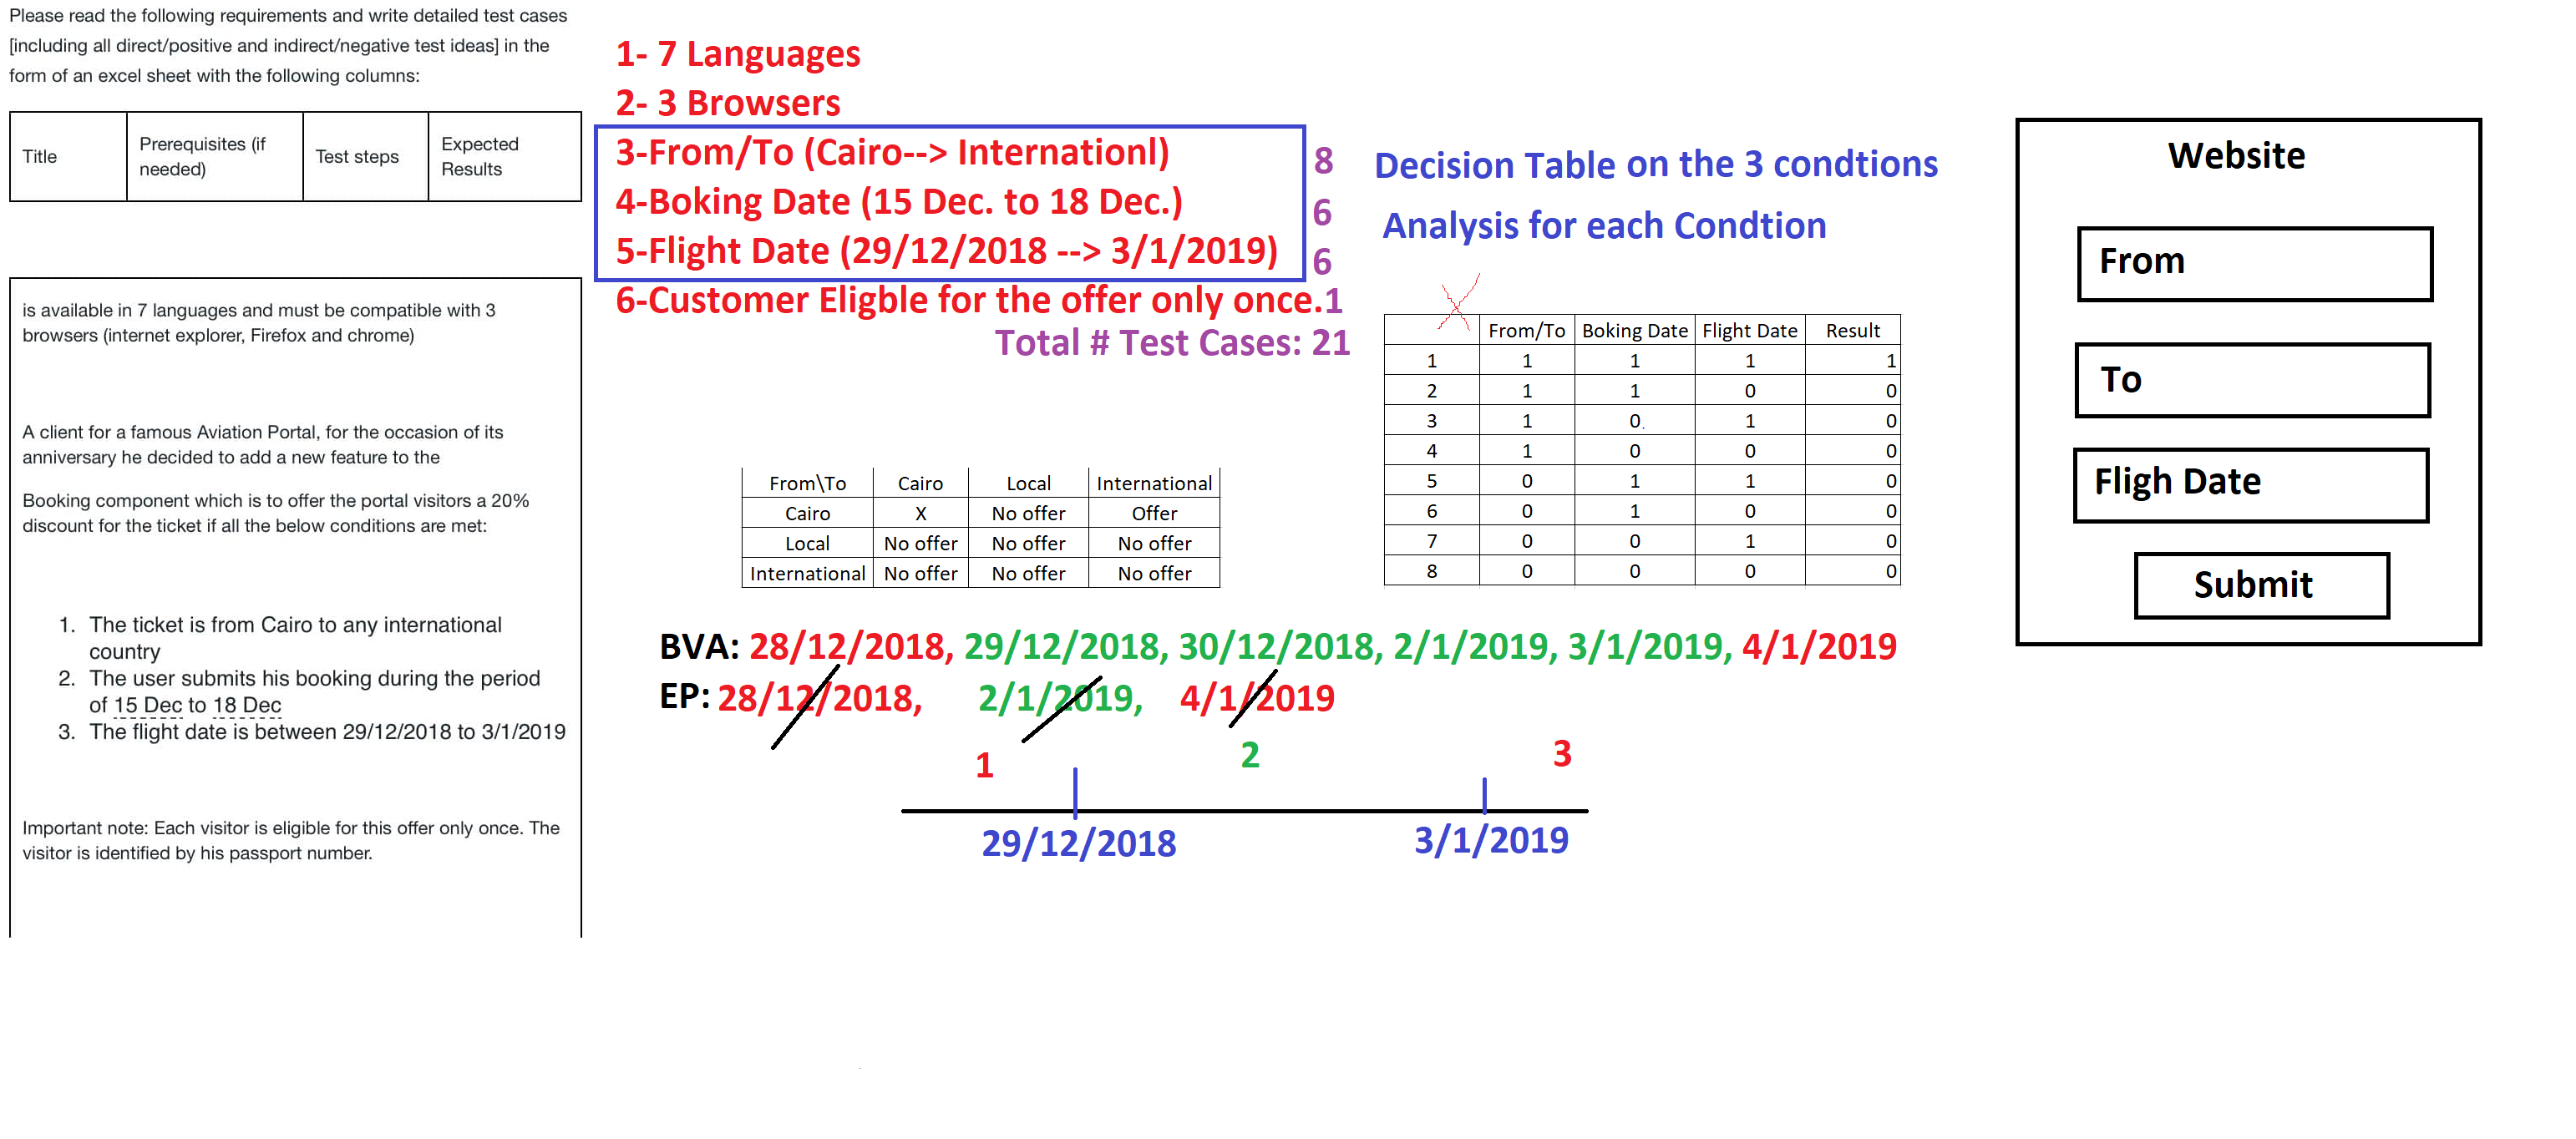 Please read the following requirements and write detailed test cases
[including all direct/positive and indirect/negative test ideas] in the
form of an excel sheet with the following columns:
Title
Prerequisites (if
needed)
Test steps
Expected
Results
is available in 7 languages and must be compatible with 3
browsers (internet explorer, Firefox and chrome)
A client for a famous Aviation Portal, for the occasion of its
anniversary he decided to add a new feature to the
Booking component which is to offer the portal visitors a 20%
discount for the ticket if all the below conditions are met:
1. The ticket is from Cairo to any international
country
2. The user submits his booking during the period
of 15 Dec to 18 Dec
3. The flight date is between 29/12/2018 to 3/1/2019
Important note: Each visitor is eligible for this offer only once. The
visitor is identified by his passport number.
1- 7 Languages
2- 3 Browsers
3-From/To (Cairo--> Internationl) 8
4-Boking Date (15 Dec. to 18 Dec.) 6
5-Flight Date (29/12/2018 --> 3/1/2019) 6
6-Customer Eligble for the offer only once.1
Total # Test Cases: 21
Decision Table on the 3 condtions
Analysis for each Condtion
From/To Boking Date Flight Date Result
1 1 1 1 1
2 1 1 0 0
3 1 0. 1 0
4 1 0 0 0
5 0 1 1 0
6 0 1 0 0
7 0 0 1 0
8 0 0 0 0
From\To Cairo Local International
Cairo X No offer Offer
Local No offer No offer No offer
International No offer No offer No offer
BVA: 28/12/2018, 29/12/2018, 30/12/2018, 2/1/2019, 3/1/2019, 4/1/2019
EP: 28/12/2018, 2/1/2019, 4/1/2019
1 2 3
29/12/2018 3/1/2019
Website
From
To
Fligh Date
Submit